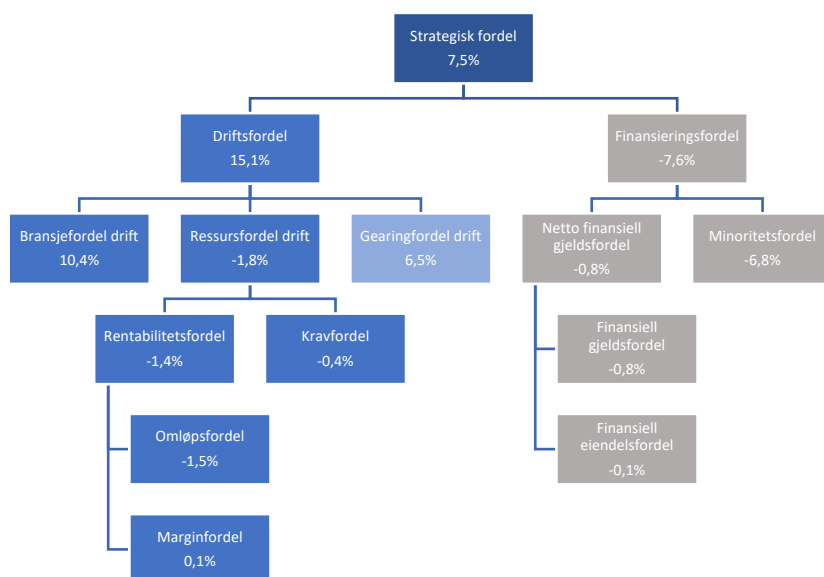 Strategisk fordel
7,5%
Driftsfordel
15,1%
Finansieringsfordel
-7,6%
Bransjefordel drift
10,4%
Ressursfordel drift
-1,8%
Gearingfordel drift
6,5%
Netto finansiell
gjeldsfordel
-0,8%
Minoritetsfordel
-6,8%
Rentabilitetsfordel
-1,4%
Kravfordel
-0,4%
Finansiell
gjeldsfordel
-0,8%
Omløpsfordel
-1,5%
Finansiell
eiendelsfordel
-0,1%
Marginfordel
0,1%